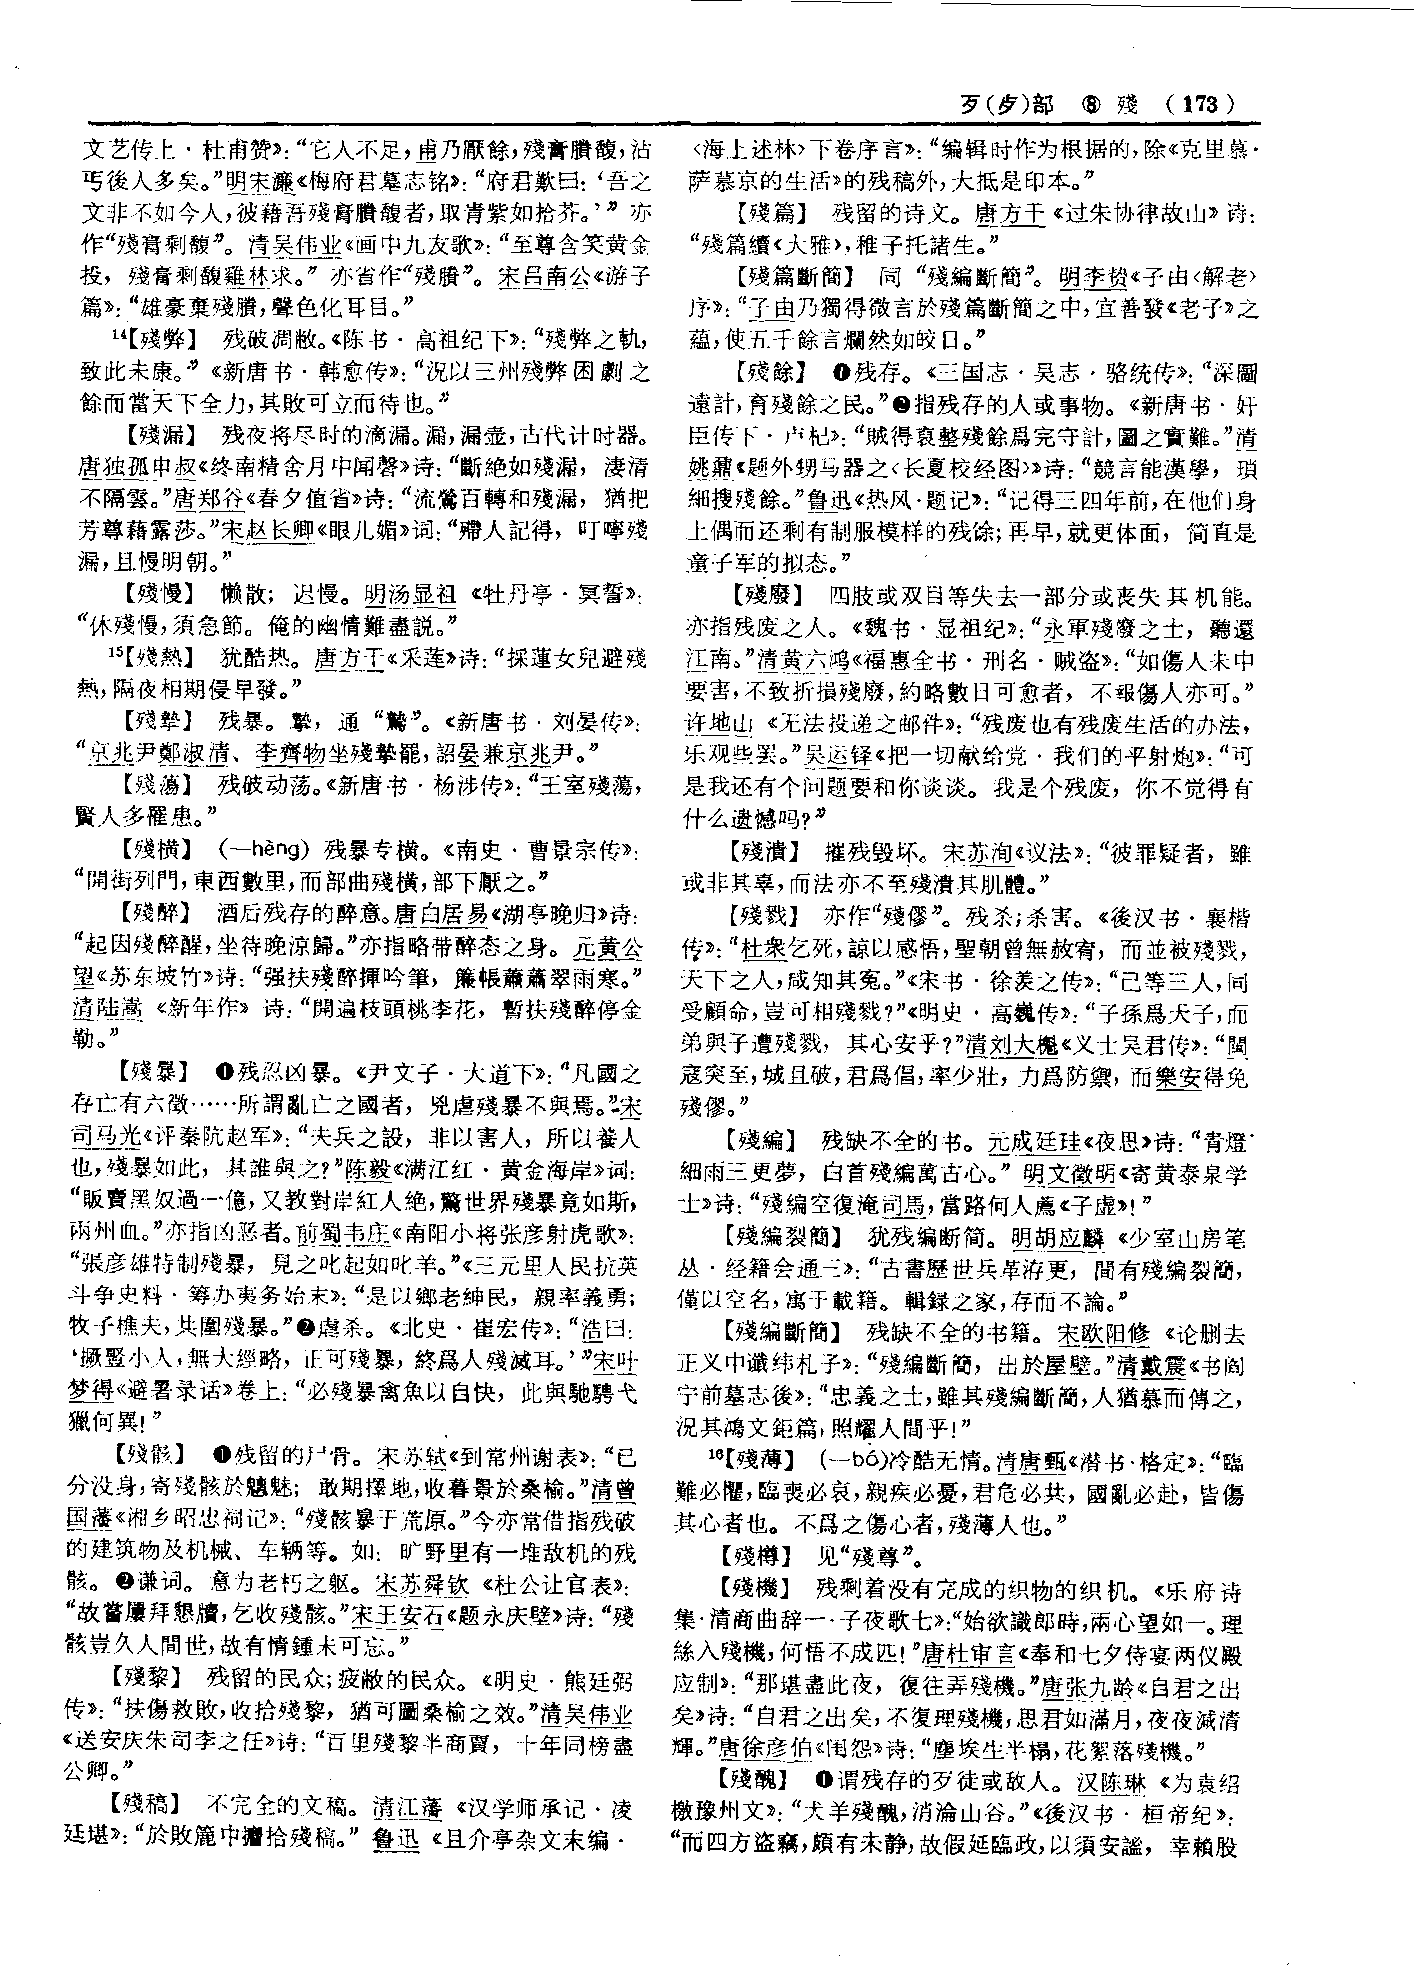 歹(歺)部 ⑧ 殘 (173)
文艺传上·杜甫赞》：“它人不足，甫乃厭餘，殘膏賸馥，沾
丐後人多矣。”明宋濂《梅府君墓志铭》：“府君歎曰：‘吾之
文非不如今人，彼藉吾殘膏賸馥者，取青紫如拾芥。’”亦
作“殘膏剩馥”。清吴伟业《画中九友歌》：“至尊含笑黄金
投，殘膏剩馥雞林求。”亦省作“殘賸”。宋吕南公《游子
篇》：“雄豪棄殘賸，聲色化耳目。”
14【殘弊】 残破凋敝。《陈书·高祖纪下》：“殘弊之軌，
致此未康。”《新唐书·韩愈传》：“況以三州殘弊困劇之
餘而當天下全力，其敗可立而待也。”
【殘漏】 残夜将尽时的滴漏。漏，漏壶，古代计时器。
唐独孤申叔《终南精舍月中闻磬》诗：“斷絶如殘漏，淒清
不隔雲。”唐郑谷《春夕值省》诗：“流鶯百轉和殘漏，猶把
芳尊藉露莎。”宋赵长卿《眼儿媚》词：“殢人記得，叮嚀殘
漏，且慢明朝。”
【殘慢】 懒散；迟慢。明汤显祖《牡丹亭·冥誓》：
“休殘慢，須急節。俺的幽情難盡説。”
15【殘熱】 犹酷热。唐方干《采莲》诗：“採蓮女兒避殘
熱，隔夜相期侵早發。”
【殘摯】 残暴。摯，通“鷙”。《新唐书·刘晏传》：
“京兆尹鄭淑清、李齊物坐殘摯罷，詔晏兼京兆尹。”
【殘蕩】 残破动荡。《新唐书·杨涉传》：“王室殘蕩，
賢人多罹患。”
【殘横】 (—hèng) 残暴专横。《南史·曹景宗传》：
“開街列門，東西數里，而部曲殘横，部下厭之。”
【殘醉】 酒后残存的醉意。唐白居易《湖亭晚归》诗：
“起因殘醉醒，坐待晚涼歸。”亦指略带醉态之身。元黄公
望《苏东坡竹》诗：“强扶殘醉揮吟筆，簾帳蕭蕭翠雨寒。”
清陆嵩《新年作》诗：“開遍枝頭桃李花，暫扶殘醉停金
勒。”
【殘暴】 ❶残忍凶暴。《尹文子·大道下》：“凡國之
存亡有六徵……所謂亂亡之國者，兇虐殘暴不與焉。”宋
司马光《评秦阬赵军》：“夫兵之設，非以害人，所以養人
也，殘暴如此，其誰與之？”陈毅《满江红·黄金海岸》词：
“販賣黑奴過一億，又教對岸紅人絶，驚世界殘暴竟如斯，
兩州血。”亦指凶恶者。前蜀韦庄《南阳小将张彦射虎歌》：
“張彦雄特制殘暴，見之叱起如叱羊。”《三元里人民抗英
斗争史料·筹办夷务始末》：“是以鄉老紳民，親率義勇；
牧子樵夫，共圍殘暴。”❷虐杀。《北史·崔宏传》：“浩曰：
‘撅豎小人，無大經略，正可殘暴，終爲人殘滅耳。’”宋叶
梦得《避暑录话》卷上：“必殘暴禽魚以自快，此與馳騁弋
獵何異！”
【殘骸】 ❶残留的尸骨。宋苏轼《到常州谢表》：“已
分没身，寄殘骸於魑魅；敢期擇地，收暮景於桑榆。”清曾
国藩《湘乡昭忠祠记》：“殘骸暴于荒原。”今亦常借指残破
的建筑物及机械、车辆等。如：旷野里有一堆敌机的残
骸。❷谦词。意为老朽之躯。宋苏舜钦《杜公让官表》：
“故嘗屢拜懇牘，乞收殘骸。”宋王安石《题永庆壁》诗：“殘
骸豈久人間世，故有情鍾未可忘。”
【殘黎】 残留的民众；疲敝的民众。《明史·熊廷弼
传》：“扶傷救敗，收拾殘黎，猶可圖桑榆之效。”清吴伟业
《送安庆朱司李之任》诗：“百里殘黎半商賈，十年同榜盡
公卿。”
【殘稿】 不完全的文稿。清江藩《汉学师承记·凌
廷堪》：“於敗簏中攟拾殘稿。”鲁迅《且介亭杂文末编·
〈海上述林〉下卷序言》：“编辑时作为根据的，除《克里慕·
萨慕京的生活》的残稿外，大抵是印本。”
【殘篇】 残留的诗文。唐方干《过朱协律故山》诗：
“殘篇續〈大雅〉，稚子托諸生。”
【殘篇斷簡】 同“殘編斷簡”。明李贽《子由〈解老〉
序》：“子由乃獨得微言於殘篇斷簡之中，宜善發《老子》之
蕴，使五千餘言爛然如皎日。”
【殘餘】 ❶残存。《三国志·吴志·骆统传》：“深圖
遠計，育殘餘之民。”❷指残存的人或事物。《新唐书·奸
臣传下·卢杞》：“賊得裒整殘餘爲完守計，圖之實難。”清
姚鼐《题外甥马器之〈长夏校经图〉》诗：“競言能漢學，瑣
細搜殘餘。”鲁迅《热风·题记》：“记得三四年前，在他们身
上偶而还剩有制服模样的残馀；再早，就更体面，简直是
童子军的拟态。”
【殘廢】 四肢或双目等失去一部分或丧失其机能。
亦指残废之人。《魏书·显祖纪》：“永軍殘廢之士，聽還
江南。”清黄六鸿《福惠全书·刑名·贼盗》：“如傷人未中
要害，不致折損殘廢，約略數日可愈者，不報傷人亦可。”
许地山《无法投递之邮件》：“残废也有残废生活的办法，
乐观些罢。”吴运铎《把一切献给党·我们的平射炮》：“可
是我还有个问题要和你谈谈。我是个残废，你不觉得有
什么遗憾吗？”
【殘潰】 摧残毁坏。宋苏洵《议法》：“彼罪疑者，雖
或非其辜，而法亦不至殘潰其肌體。”
【殘戮】 亦作“殘僇”。残杀；杀害。《後汉书·襄楷
传》：“杜衆乞死，諒以感悟，聖朝曾無赦宥，而並被殘戮，
天下之人，咸知其冤。”《宋书·徐羡之传》：“己等三人，同
受顧命，豈可相殘戮？”《明史·高巍传》：“子孫爲犬子，而
弟與子遭殘戮，其心安乎？”清刘大櫆《义士吴君传》：“閩
寇突至，城且破，君爲倡，率少壯，力爲防禦，而樂安得免
殘僇。”
【殘編】 残缺不全的书。元成廷珪《夜思》诗：“青燈
細雨三更夢，白首殘編萬古心。”明文徵明《寄黄泰泉学
士》诗：“殘編空復淹司馬，當路何人薦《子虚》！”
【殘編裂簡】 犹残编断简。明胡应麟《少室山房笔
丛·经籍会通三》：“古書歷世兵革洊更，間有殘編裂簡，
僅以空名，寓于載籍。輯録之家，存而不論。”
【殘編斷簡】 残缺不全的书籍。宋欧阳修《论删去
正义中谶纬札子》：“殘編斷簡，出於屋壁。”清戴震《书阎
宁前墓志後》：“忠義之士，雖其殘編斷簡，人猶慕而傳之，
況其鴻文鉅篇，照耀人間乎！”
16【殘薄】 (—bó)冷酷无情。清唐甄《潜书·格定》：“臨
難必懼，臨喪必哀，親疾必憂，君危必共，國亂必赴，皆傷
其心者也。不爲之傷心者，殘薄人也。”
【殘樽】 见“殘尊”。
【殘機】 残剩着没有完成的织物的织机。《乐府诗
集·清商曲辞一·子夜歌七》：“始欲識郎時，兩心望如一。理
絲入殘機，何悟不成匹！”唐杜审言《奉和七夕侍宴两仪殿
应制》：“那堪盡此夜，復往弄殘機。”唐张九龄《自君之出
矣》诗：“自君之出矣，不復理殘機，思君如滿月，夜夜減清
輝。”唐徐彦伯《闺怨》诗：“塵埃生半榻，花絮落殘機。”
【殘醜】 ❶谓残存的歹徒或敌人。汉陈琳《为袁绍
檄豫州文》：“犬羊殘醜，消淪山谷。”《後汉书·桓帝纪》：
“而四方盜竊，頗有未静，故假延臨政，以須安謐，幸賴股